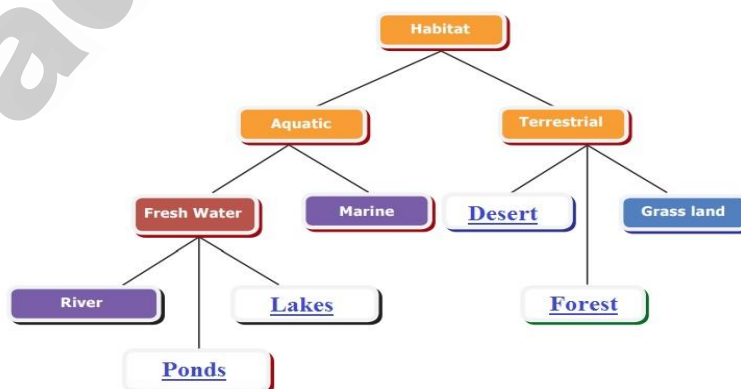 Habitat
Aquatic
Terrestrial
Fresh Water
Marine
Desert
Grass land
River
Lakes
Forest
Ponds